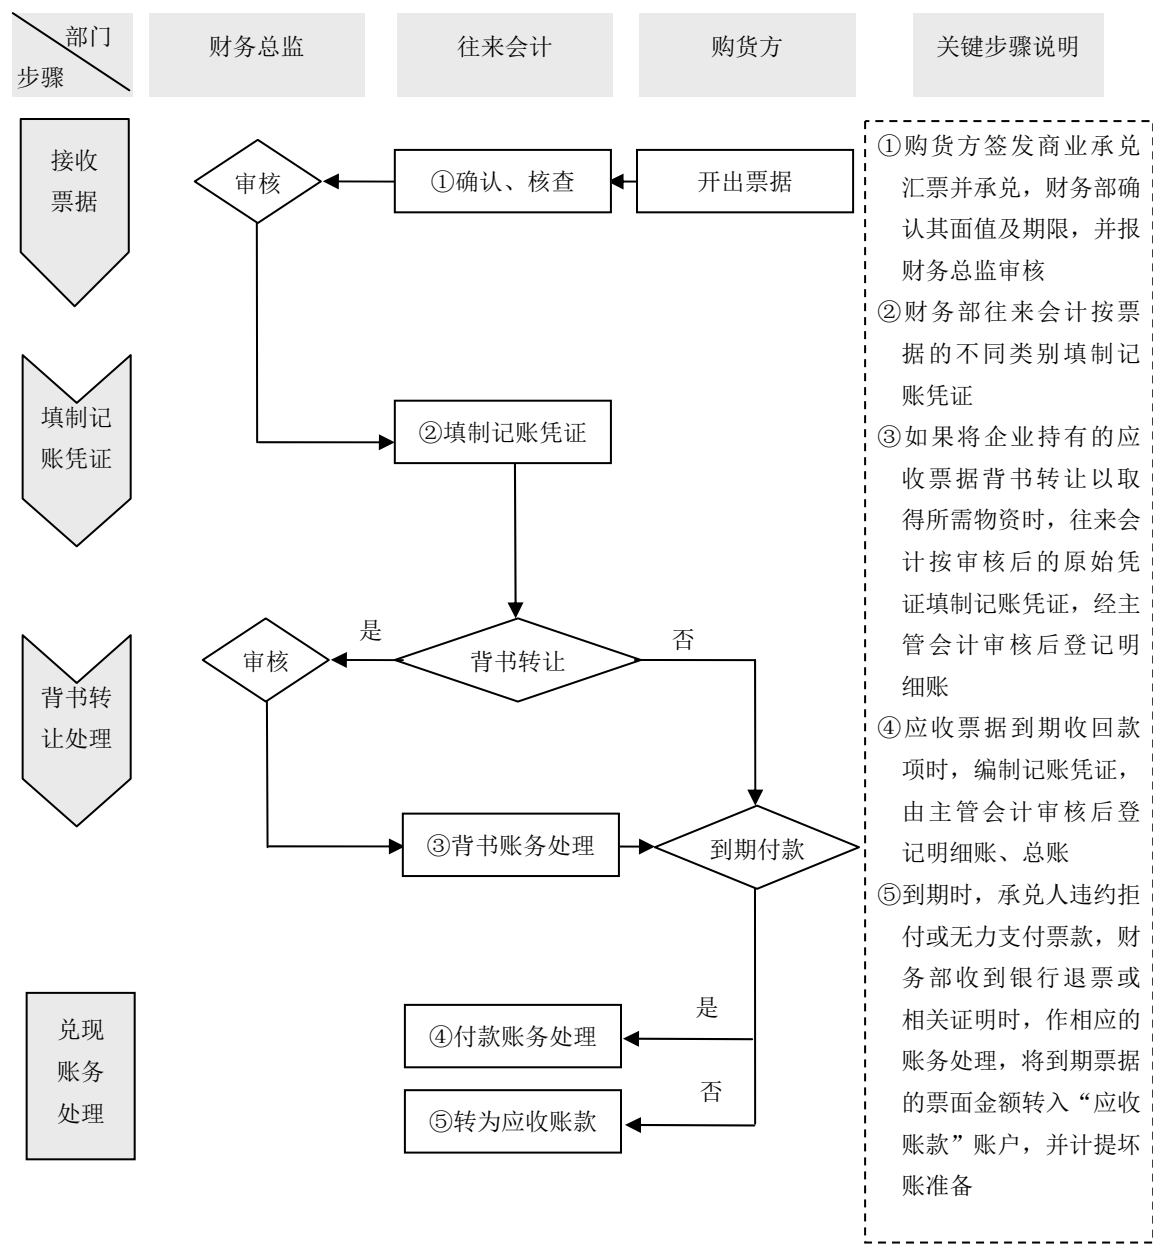 部门
步骤
财务总监
往来会计
购货方
关键步骤说明
接收
票据
审核
①确认、核查
开出票据
填制记
账凭证
②填制记账凭证
背书转
让处理
审核
是
背书转让
否
③背书账务处理
到期付款
兑现
账务
处理
④付款账务处理
是
⑤转为应收账款
否
①购货方签发商业承兑
汇票并承兑，财务部确
认其面值及期限，并报
财务总监审核
②财务部往来会计按票
据的不同类别填制记
账凭证
③如果将企业持有的应
收票据背书转让以取
得所需物资时，往来会
计按审核后的原始凭
证填制记账凭证，经主
管会计审核后登记明
细账
④应收票据到期收回款
项时，编制记账凭证，
由主管会计审核后登
记明细账、总账
⑤到期时，承兑人违约拒
付或无力支付票款，财
务部收到银行退票或
相关证明时，作相应的
账务处理，将到期票据
的票面金额转入“应收
账款”账户，并计提坏
账准备